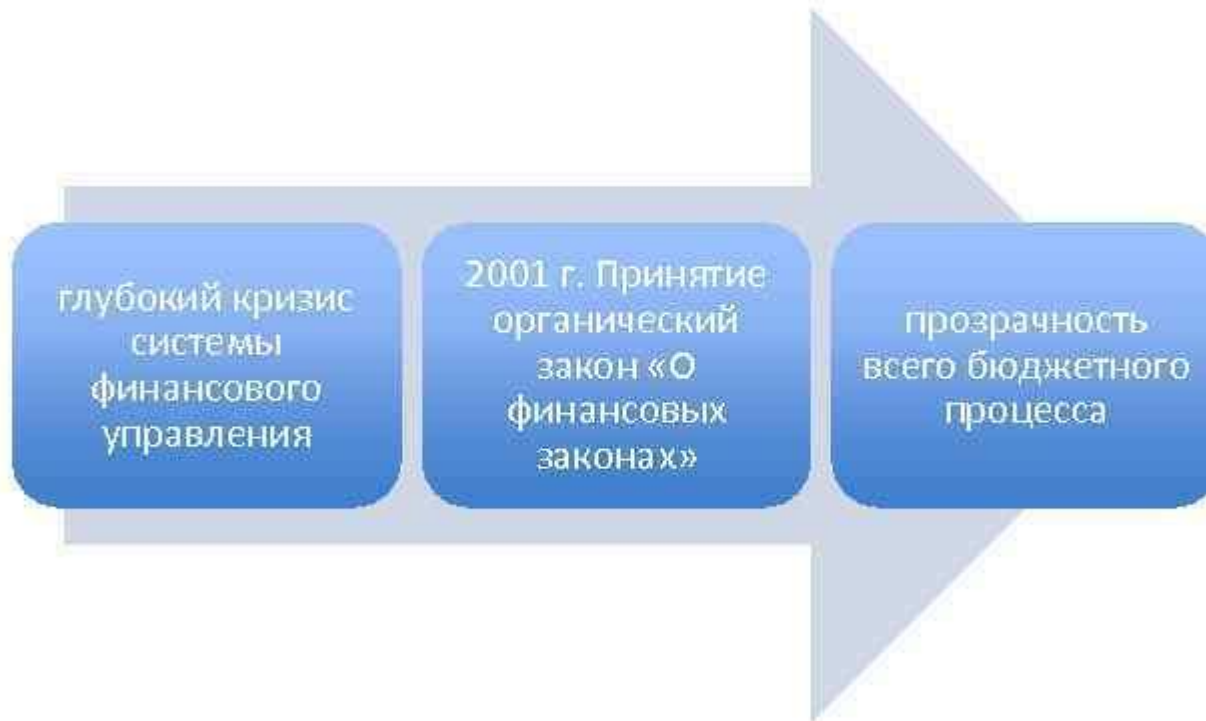 глубокий кризис
системы
финансового
управления
2001 г. Принятие
органический
закон «О
финансовых
законах»
прозрачность
всего бюджетного
процесса